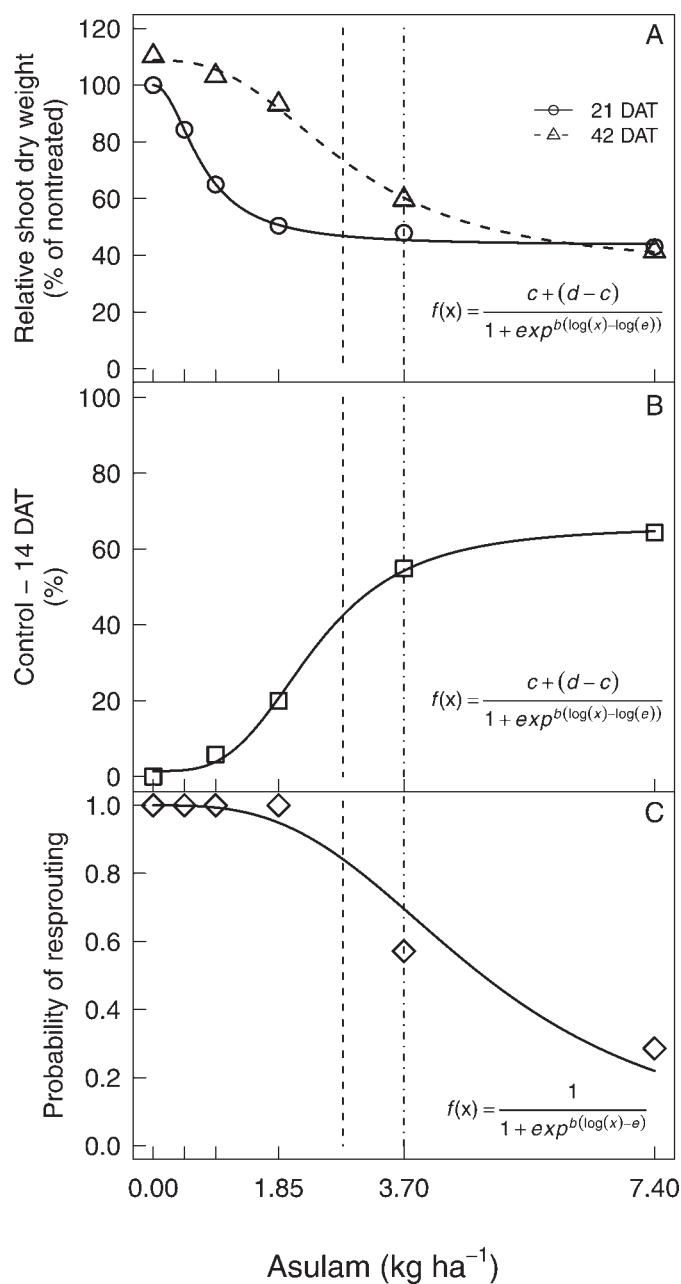 A
120
100
80
60
40
20
0
Relative shoot dry weight
(% of nontreated)
21 DAT
42 DAT
f(x) = c + (d – c) / 1 + exp^b(log(x)–log(e))
B
100
80
60
40
20
0
Control – 14 DAT
(%)
f(x) = c + (d – c) / 1 + exp^b(log(x)–log(e))
C
1.0
0.8
0.6
0.4
0.2
0.0
Probability of resprouting
f(x) = 1 / 1 + exp^b(log(x)–e)
0.00 1.85 3.70 7.40
Asulam (kg ha⁻¹)